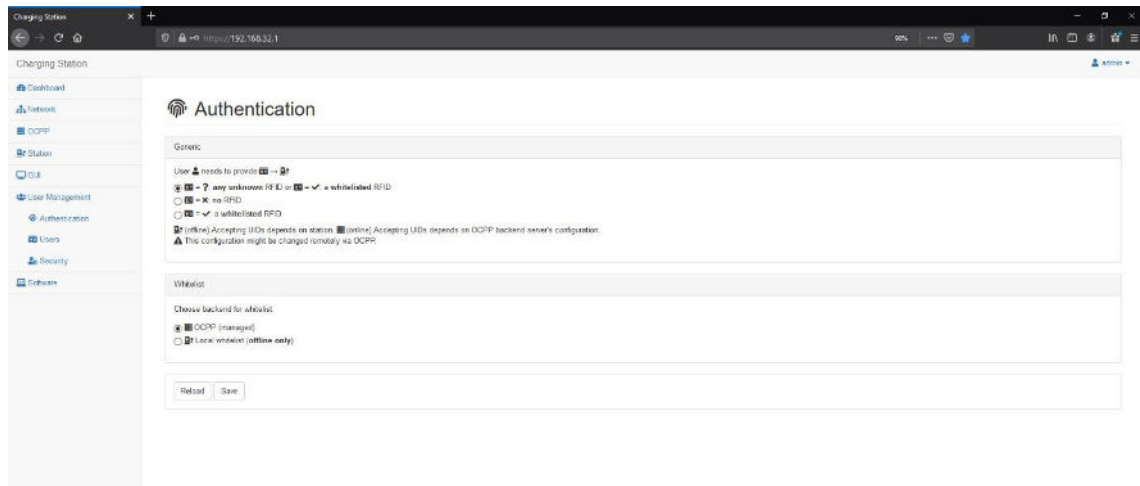 Charging Station
https://192.168.32.1
90%
Charging Station
admin
Dashboard
Network
OCPP
Station
GUI
User Management
Authentication
Users
Security
Software
Authentication
Generic
User needs to provide →
= ? any unknown RFID or = ✔: a whitelisted RFID
= ✖: no RFID
= ✔: a whitelisted RFID
(offline) Accepting UIDs depends on station. (online) Accepting UIDs depends on OCPP backend server's configuration.
This configuration might be changed remotely via OCPP.
Whitelist
Choose backend for whitelist
OCPP (managed)
Local whitelist (offline only)
Reload Save